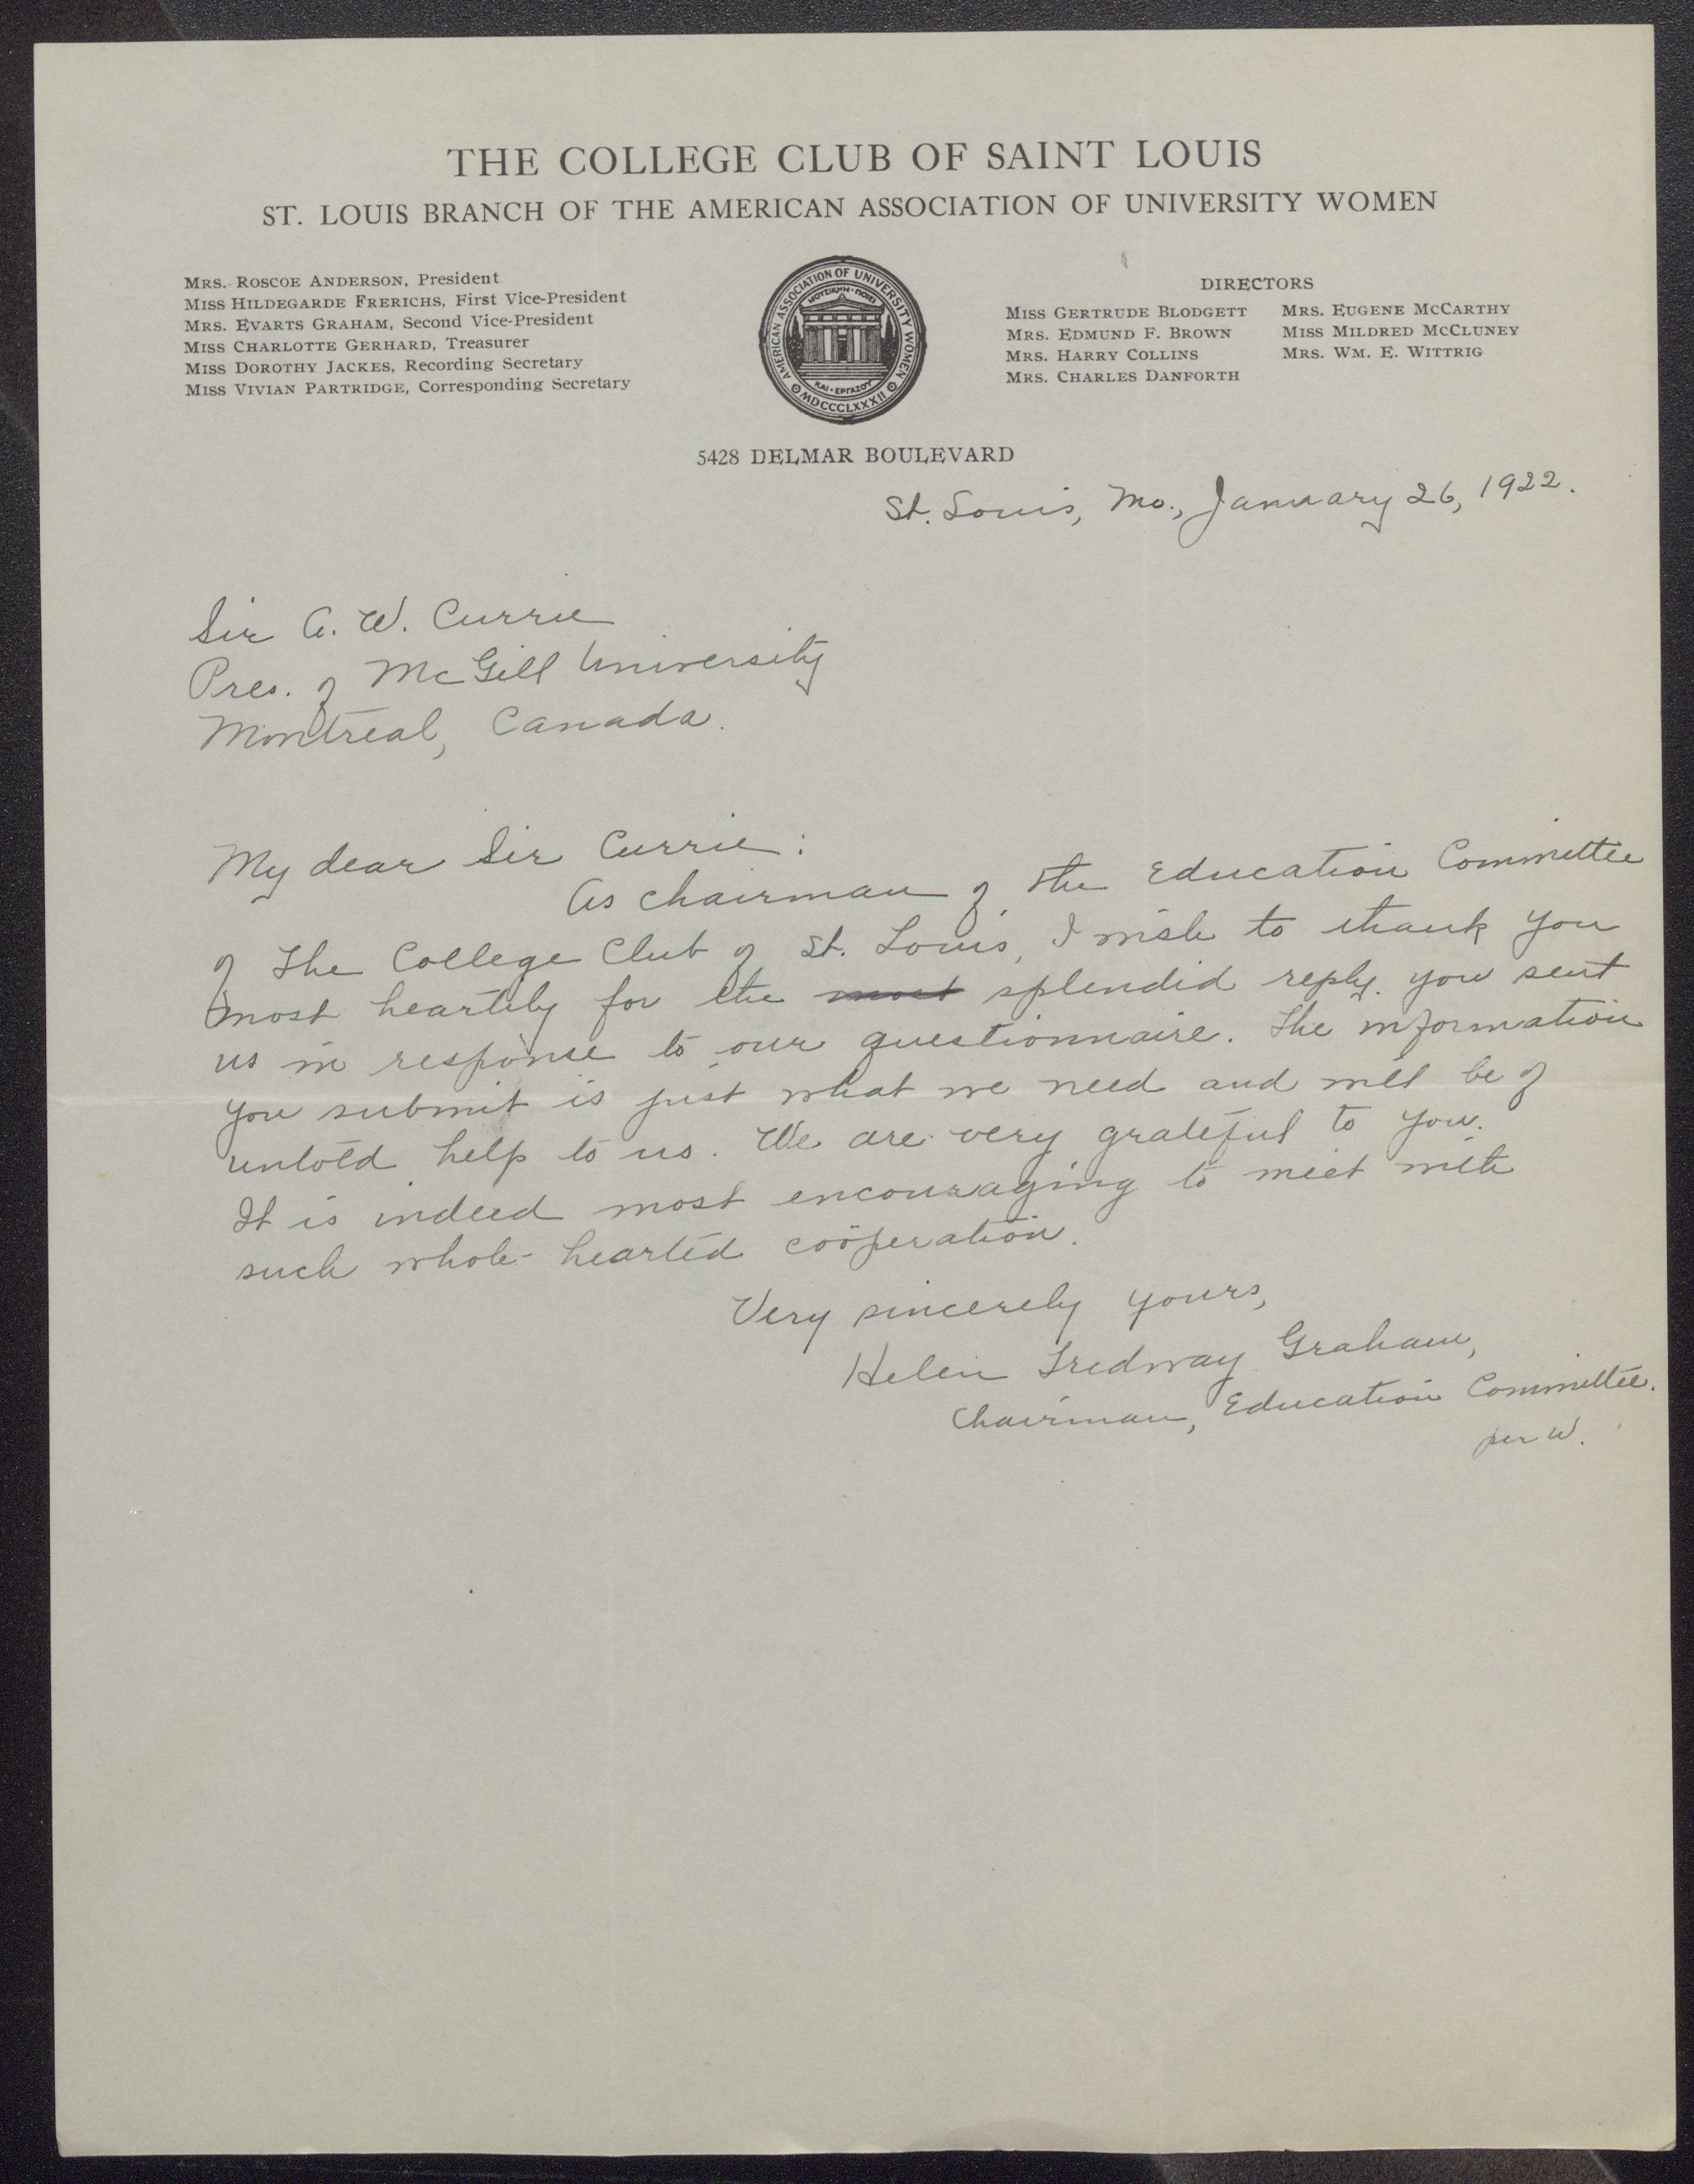 THE COLLEGE CLUB OF SAINT LOUIS
ST. LOUIS BRANCH OF THE AMERICAN ASSOCIATION OF UNIVERSITY WOMEN
MRS. ROSCOE ANDERSON, President
MISS HILDEGARDE FRERICHS, First Vice-President
MRS. EVARTS GRAHAM, Second Vice-President
MISS CHARLOTTE GERHARD, Treasurer
MISS DOROTHY JACKES, Recording Secretary
MISS VIVIAN PARTRIDGE, Corresponding Secretary
AMERICAN ASSOCIATION OF UNIVERSITY WOMEN
ΜΟΥΣΙΚΗΝ · ΠΟΙΕΙ
ΚΑΙ · ΕΡΓΑΖΟΥ
MDCCCLXXXII
DIRECTORS
MISS GERTRUDE BLODGETT MRS. EUGENE MCCARTHY
MRS. EDMUND F. BROWN MISS MILDRED MCCLUNEY
MRS. HARRY COLLINS MRS. WM. E. WITTRIG
MRS. CHARLES DANFORTH
5428 DELMAR BOULEVARD
St. Louis, Mo., January 26, 1922.
Sir A. W. Currie
Pres. of McGill University
Montreal, Canada.
My dear Sir Currie:
As chairman of the Education Committee
of The College Club of St. Louis, I wish to thank you
most heartily for the most splendid reply you sent
us in response to our questionnaire. The information
you submit is just what we need and will be of
untold help to us. We are very grateful to you.
It is indeed most encouraging to meet with
such whole-hearted coöperation.
Very sincerely yours,
Helen Tredway Graham,
Chairman, Education Committee.
per W.